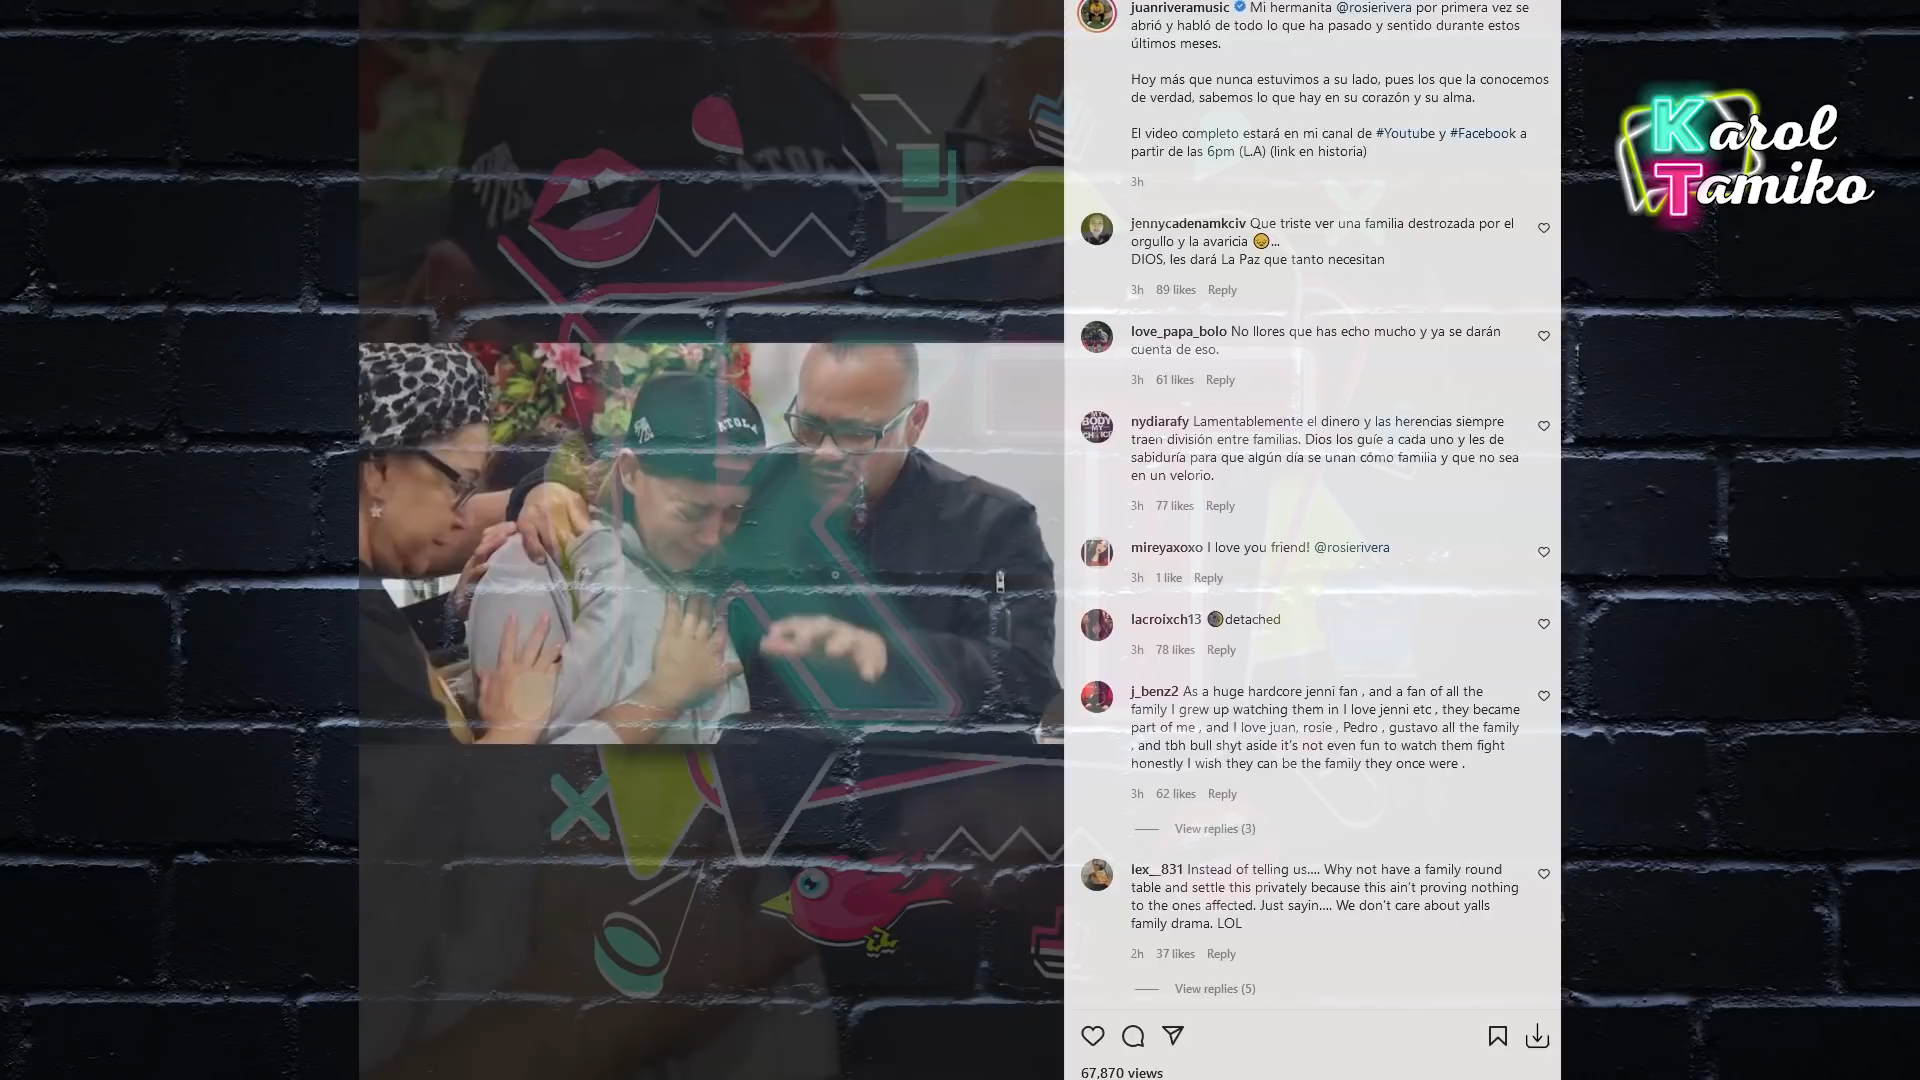 juanriveramusic Mi hermanita @rosierivera por primera vez se
abrió y habló de todo lo que ha pasado y sentido durante estos
últimos meses.
Hoy más que nunca estuvimos a su lado, pues los que la conocemos
de verdad, sabemos lo que hay en su corazón y su alma.
El video completo estará en mi canal de #Youtube y #Facebook a
partir de las 6pm (L.A) (link en historia)
3h
jennycadenamkciv Que triste ver una familia destrozada por el
orgullo y la avaricia 😞...
DIOS, les dará La Paz que tanto necesitan
3h 89 likes Reply
love_papa_bolo No llores que has echo mucho y ya se darán
cuenta de eso.
3h 61 likes Reply
nydiarafy Lamentablemente el dinero y las herencias siempre
traen división entre familias. Dios los guíe a cada uno y les de
sabiduría para que algún día se unan cómo familia y que no sea
en un velorio.
3h 77 likes Reply
mireyaxoxo I love you friend! @rosierivera
3h 1 like Reply
lacroixch13 detached
3h 78 likes Reply
j_benz2 As a huge hardcore jenni fan , and a fan of all the
family I grew up watching them in I love jenni etc , they became
part of me , and I love juan, rosie , Pedro , gustavo all the family
, and tbh bull shyt aside it's not even fun to watch them fight
honestly I wish they can be the family they once were .
3h 62 likes Reply
View replies (3)
lex__831 Instead of telling us.... Why not have a family round
table and settle this privately because this ain't proving nothing
to the ones affected. Just sayin.... We don't care about yalls
family drama. LOL
2h 37 likes Reply
View replies (5)
67,870 views
Karol
Tamiko
MY
BODY
MY
CHOICE